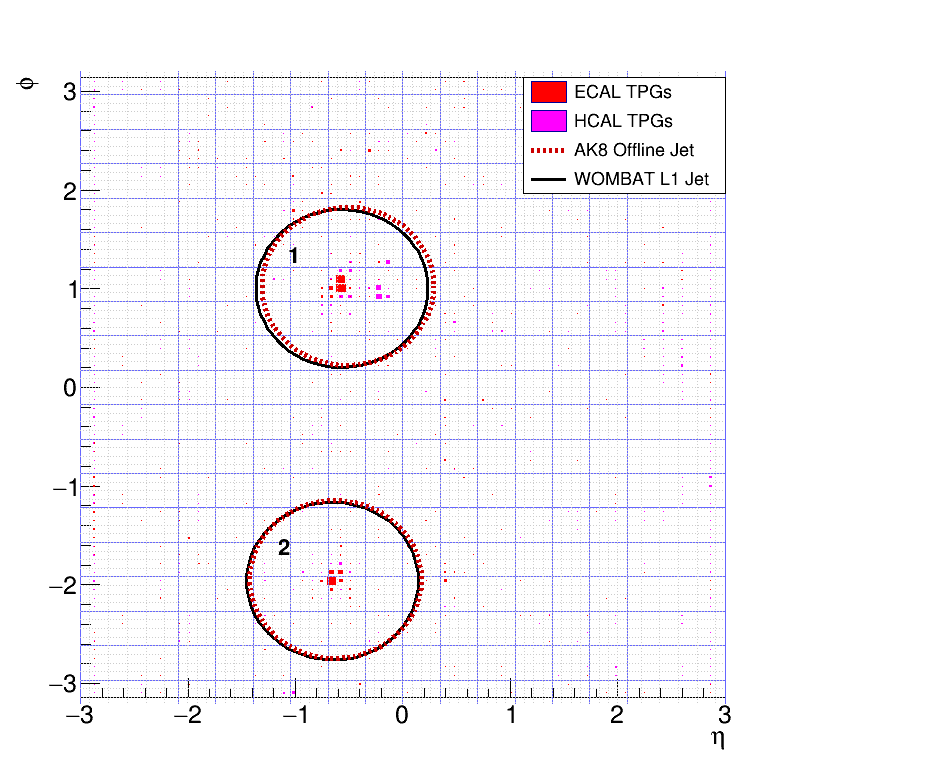 φ
3
ECAL TPGs
HCAL TPGs
AK8 Offline Jet
2
WOMBAT L1 Jet
1
1
0
−1
2
−2
−3
−3 −2 −1 0 1 2 3
η